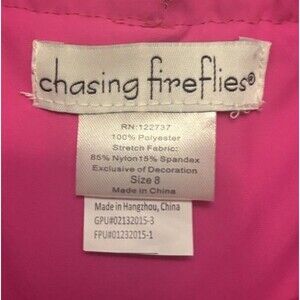 chasing fireflies®
RN:122737
100% Polyester
Stretch Fabric:
85% Nylon15% Spandex
Exclusive of Decoration
Size 8
Made in China
Made in Hangzhou, China
GPU#02132015-3
FPU#01232015-1